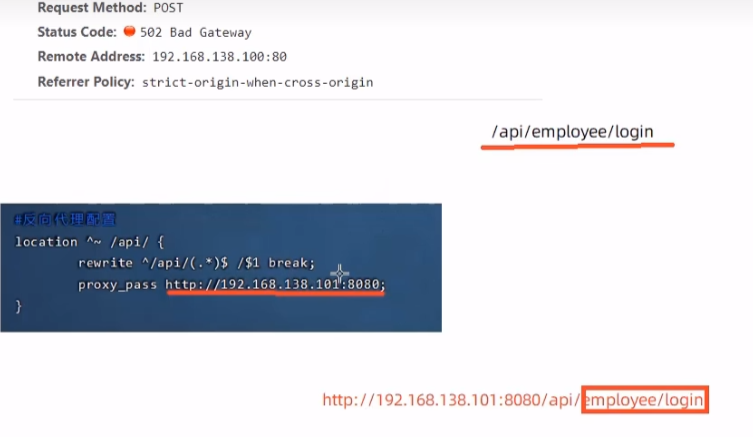 Request Method: POST
Status Code: 502 Bad Gateway
Remote Address: 192.168.138.100:80
Referrer Policy: strict-origin-when-cross-origin
/api/employee/login
#反向代理配置
location ^~ /api/ {
rewrite ^/api/(.*)$ /$1 break;
proxy_pass http://192.168.138.101:8080;
}
http://192.168.138.101:8080/api/employee/login